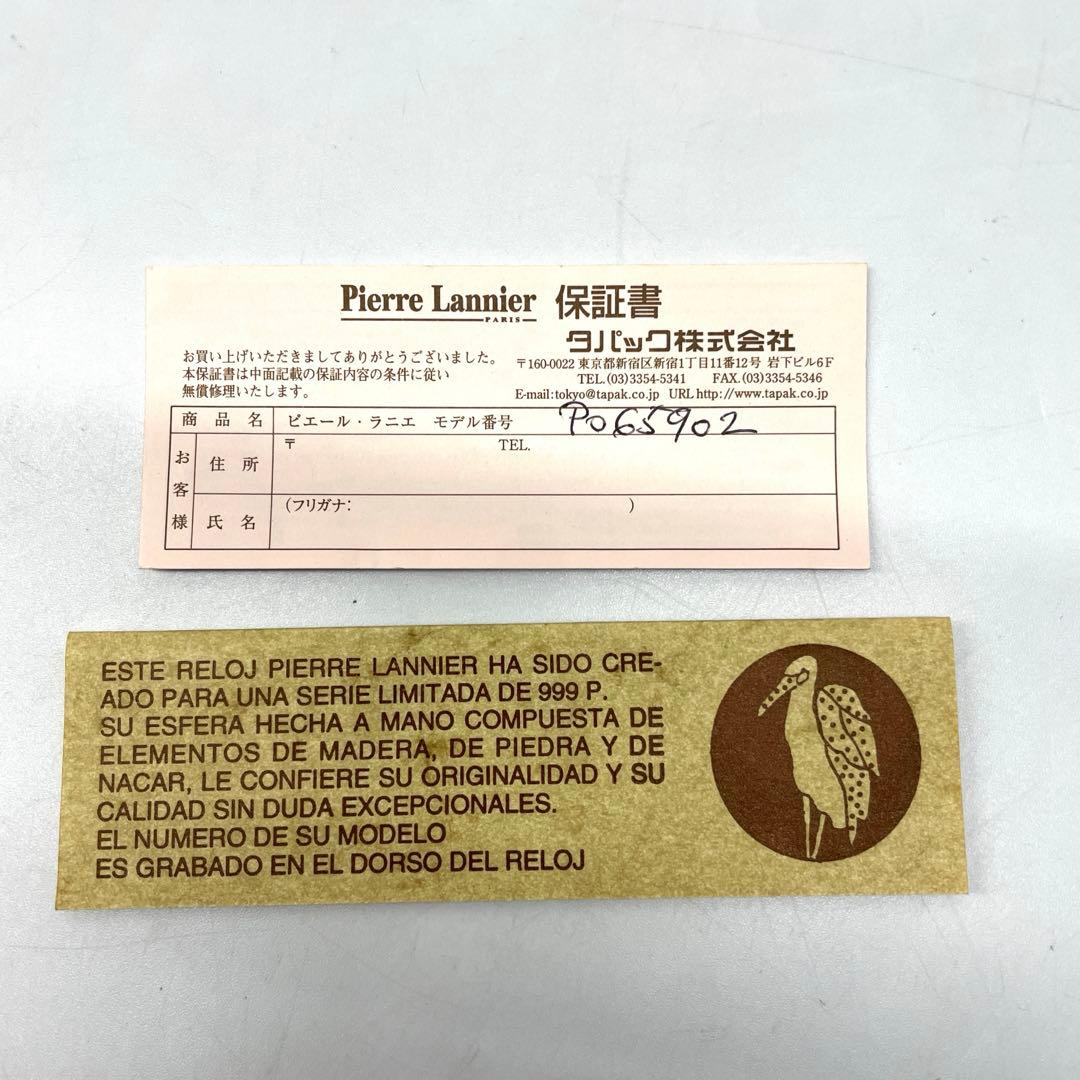 Pierre Lannier 保証書
PARIS
タパック株式会社
お買い上げいただきましてありがとうございました。
本保証書は中面記載の保証内容の条件に従い
無償修理いたします。
〒160-0022 東京都新宿区新宿1丁目11番12号 岩下ビル6F
TEL.(03)3354-5341 FAX.(03)3354-5346
E-mail:tokyo@tapak.co.jp URL http://www.tapak.co.jp
商品名 ピエール・ラニエ モデル番号 P065902
お客様
住所 〒 TEL.
氏名 (フリガナ: )
ESTE RELOJ PIERRE LANNIER HA SIDO CRE-
ADO PARA UNA SERIE LIMITADA DE 999 P.
SU ESFERA HECHA A MANO COMPUESTA DE
ELEMENTOS DE MADERA, DE PIEDRA Y DE
NACAR, LE CONFIERE SU ORIGINALIDAD Y SU
CALIDAD SIN DUDA EXCEPCIONALES.
EL NUMERO DE SU MODELO
ES GRABADO EN EL DORSO DEL RELOJ